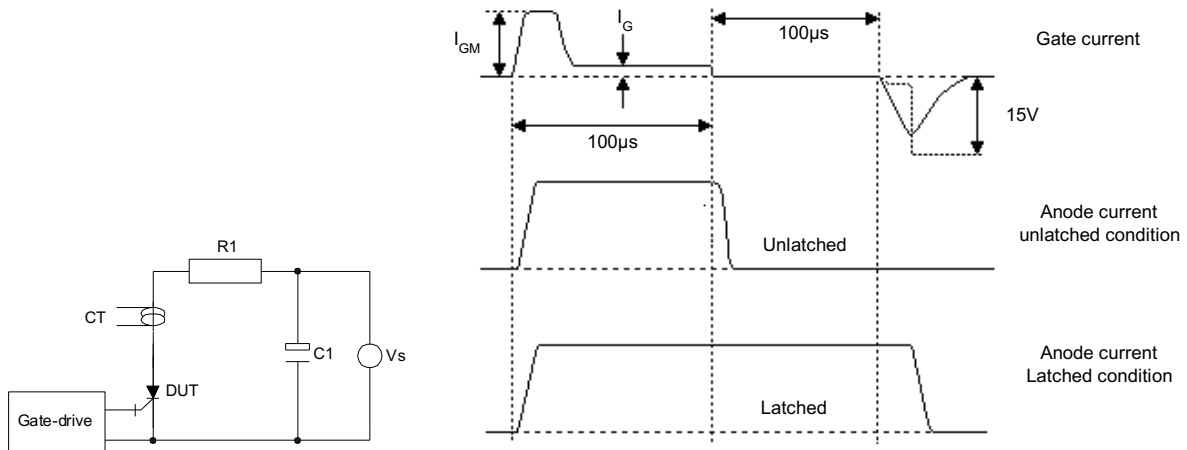 R1
CT
C1
Vs
DUT
Gate-drive
I_G
I_GM
100µs
Gate current
15V
100µs
Anode current
unlatched condition
Unlatched
Anode current
Latched condition
Latched